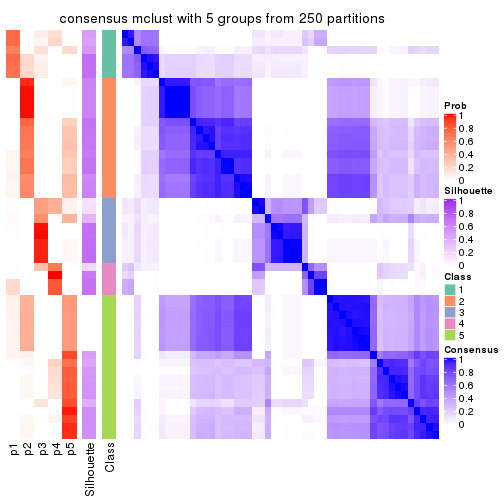 consensus mclust with 5 groups from 250 partitions
Prob
1
0.8
0.6
0.4
0.2
0
Silhouette
1
0.8
0.6
0.4
0.2
0
Class
1
2
3
4
5
Consensus
1
0.8
0.6
0.4
0.2
0
p1
p2
p3
p4
p5
Silhouette
Class